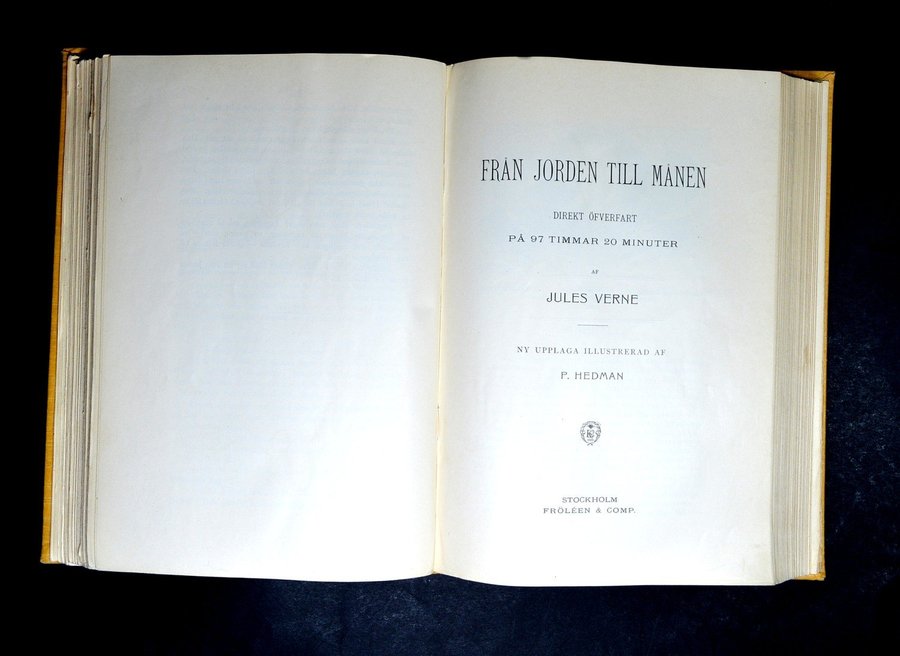 FRÅN JORDEN TILL MÅNEN
DIREKT ÖFVERFART
PÅ 97 TIMMAR 20 MINUTER
AF
JULES VERNE
NY UPPLAGA ILLUSTRERAD AF
P. HEDMAN
STOCKHOLM
FRÖLÉEN & COMP.